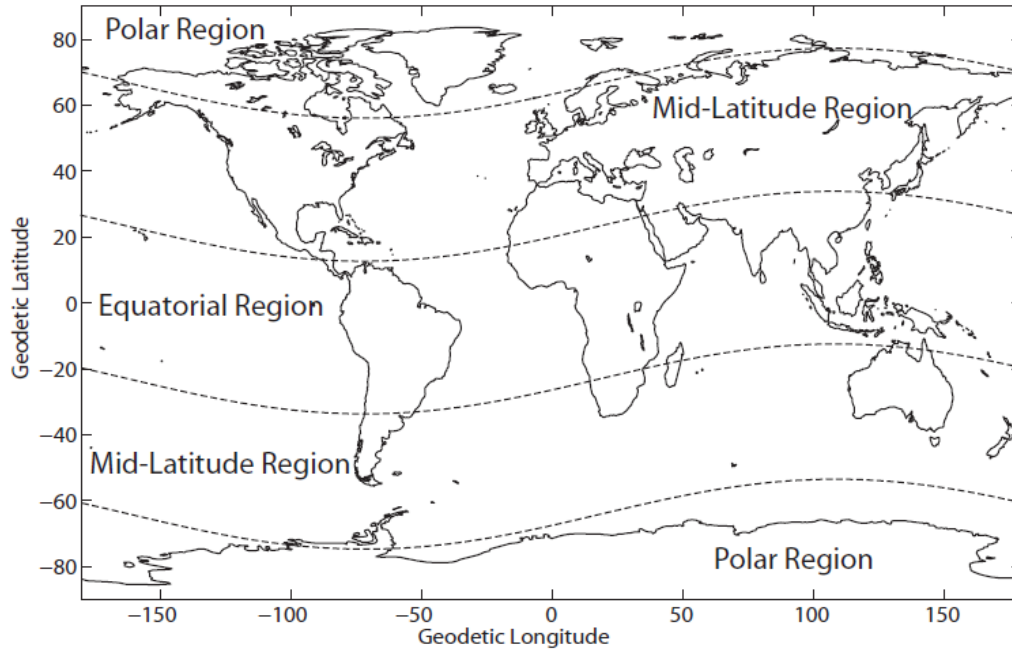 Polar Region
Mid-Latitude Region
Equatorial Region
Mid-Latitude Region
Polar Region
Geodetic Latitude
80
60
40
20
0
−20
−40
−60
−80
−150
−100
−50
0
50
100
150
Geodetic Longitude